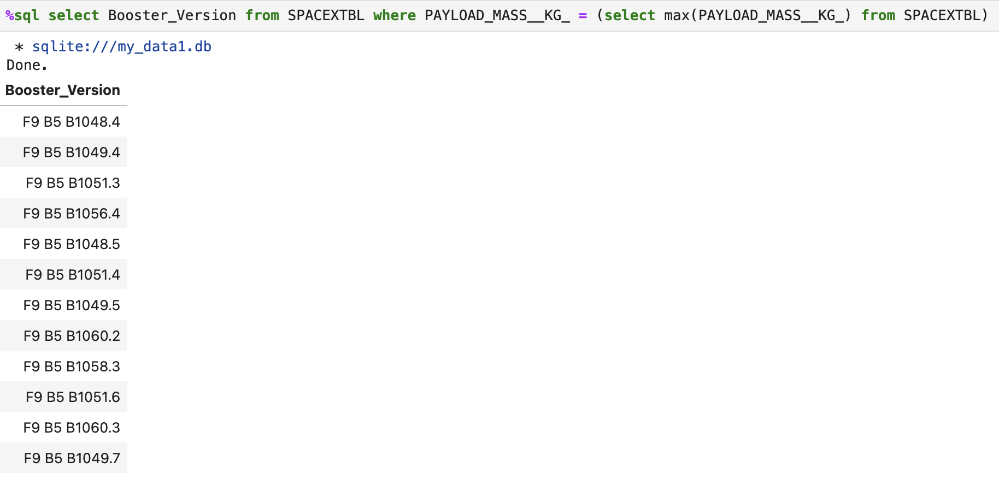 %sql select Booster_Version from SPACEXTBL where PAYLOAD_MASS__KG_ = (select max(PAYLOAD_MASS__KG_) from SPACEXTBL)
* sqlite:///my_data1.db
Done.
Booster_Version
F9 B5 B1048.4
F9 B5 B1049.4
F9 B5 B1051.3
F9 B5 B1056.4
F9 B5 B1048.5
F9 B5 B1051.4
F9 B5 B1049.5
F9 B5 B1060.2
F9 B5 B1058.3
F9 B5 B1051.6
F9 B5 B1060.3
F9 B5 B1049.7